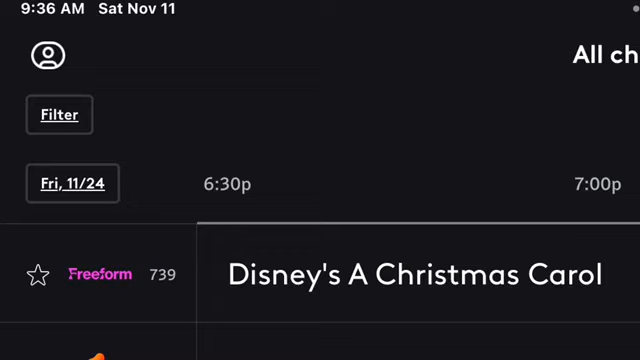 9:36 AM Sat Nov 11
All ch
Filter
Fri, 11/24 6:30p 7:00p
Freeform 739 Disney's A Christmas Carol